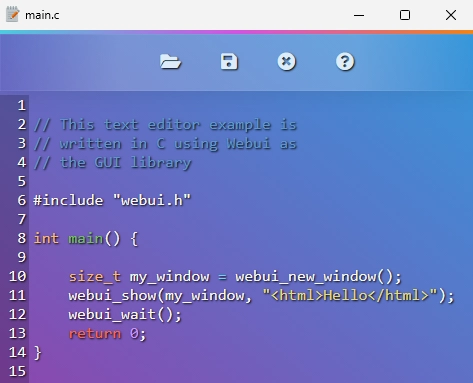 main.c
1
2 // This text editor example is
3 // written in C using Webui as
4 // the GUI library
5
6 #include "webui.h"
7
8 int main() {
9
10     size_t my_window = webui_new_window();
11     webui_show(my_window, "<html>Hello</html>");
12     webui_wait();
13     return 0;
14 }
15